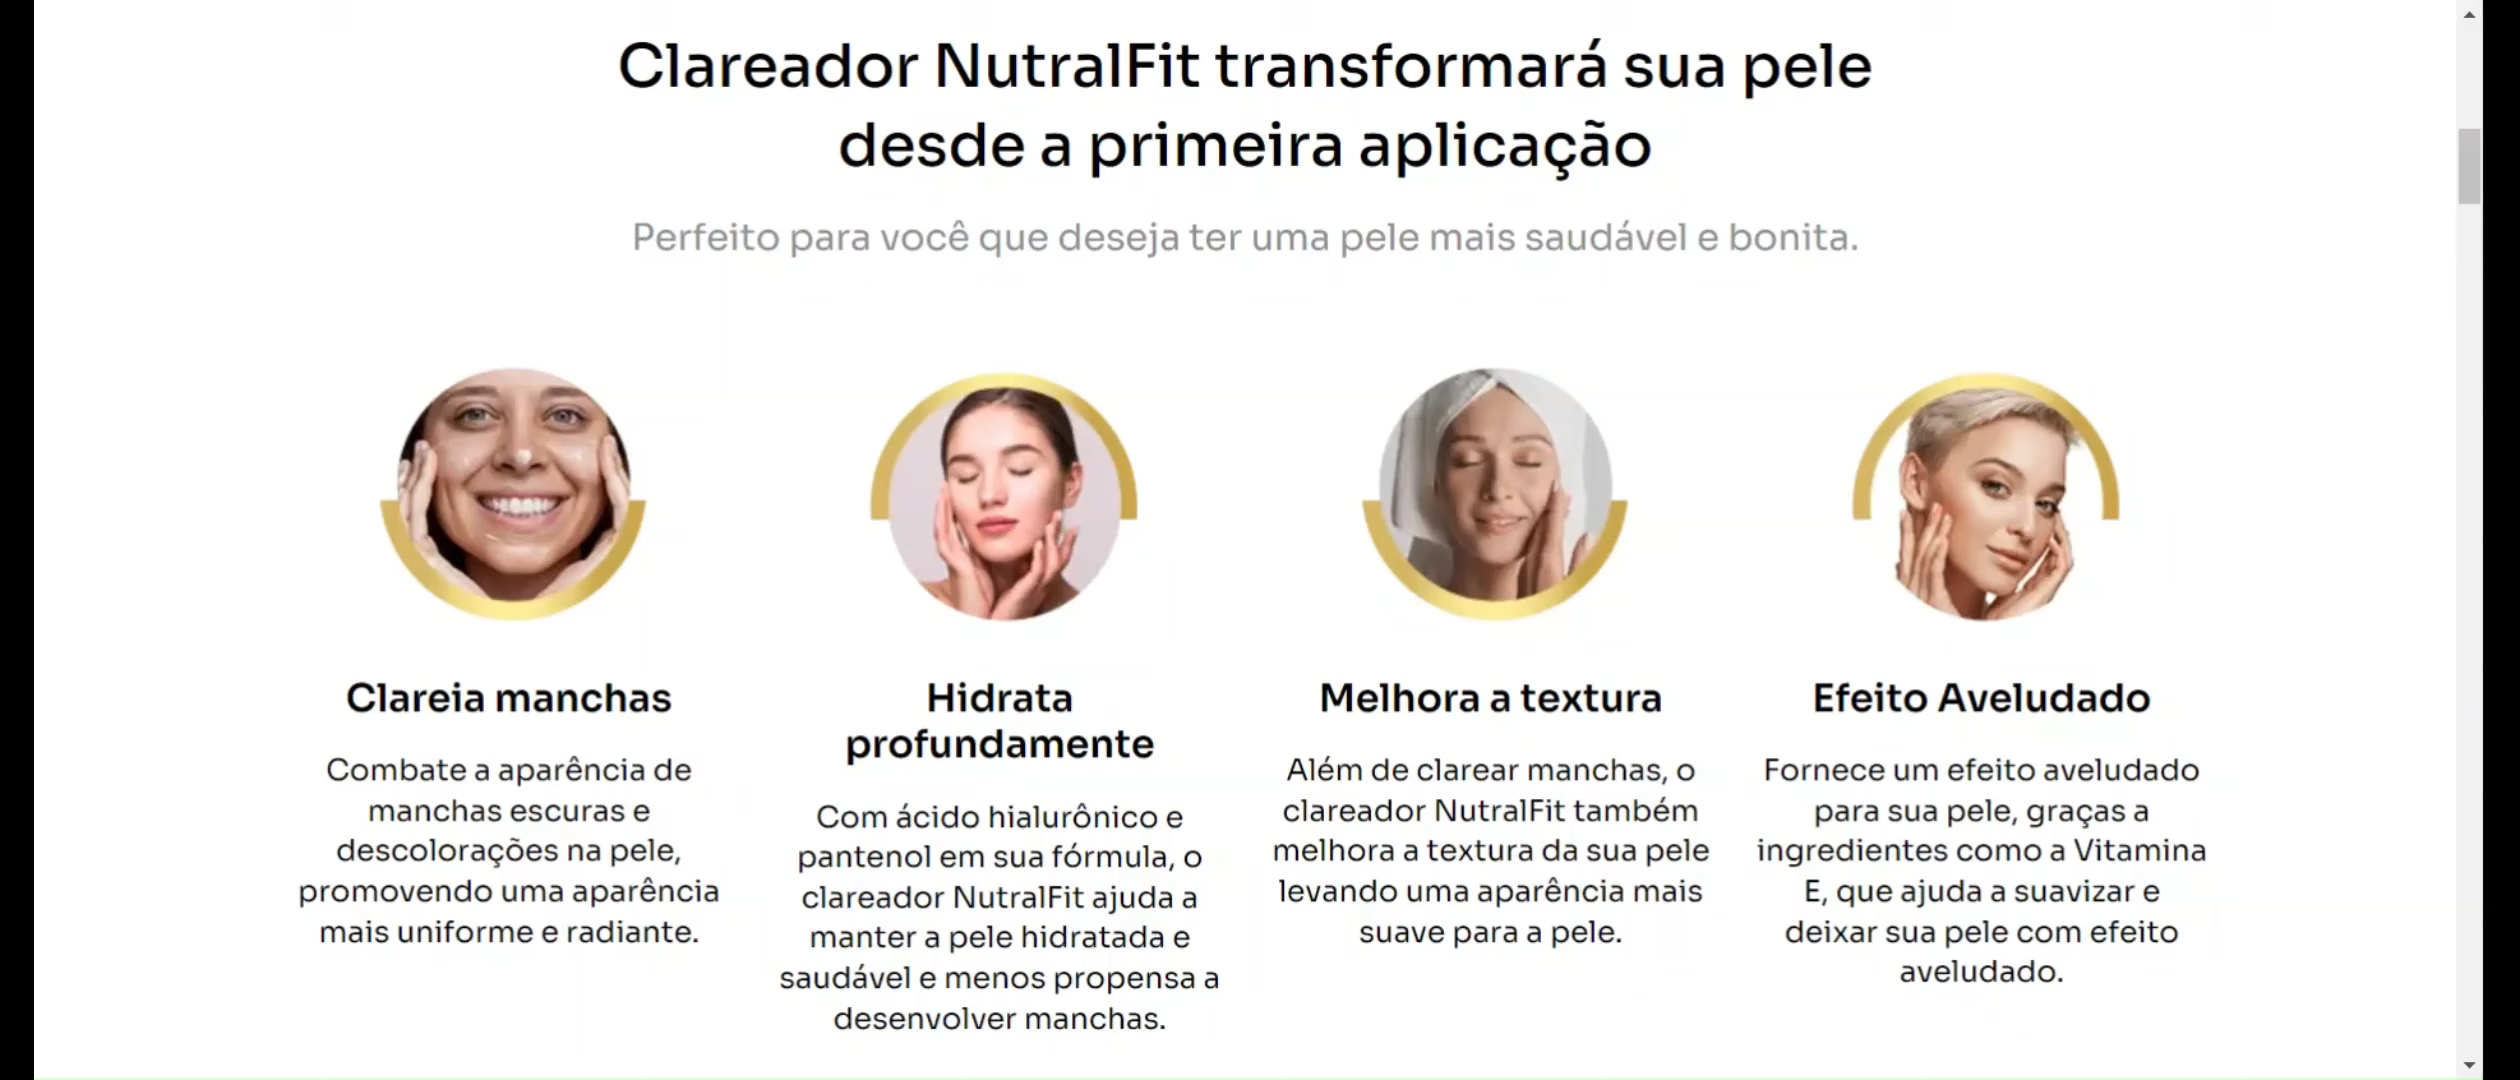 Clareador NutralFit transformará sua pele
desde a primeira aplicação
Perfeito para você que deseja ter uma pele mais saudável e bonita.
Clareia manchas
Combate a aparência de
manchas escuras e
descolorações na pele,
promovendo uma aparência
mais uniforme e radiante.
Hidrata
profundamente
Com ácido hialurônico e
pantenol em sua fórmula, o
clareador NutralFit ajuda a
manter a pele hidratada e
saudável e menos propensa a
desenvolver manchas.
Melhora a textura
Além de clarear manchas, o
clareador NutralFit também
melhora a textura da sua pele
levando uma aparência mais
suave para a pele.
Efeito Aveludado
Fornece um efeito aveludado
para sua pele, graças a
ingredientes como a Vitamina
E, que ajuda a suavizar e
deixar sua pele com efeito
aveludado.